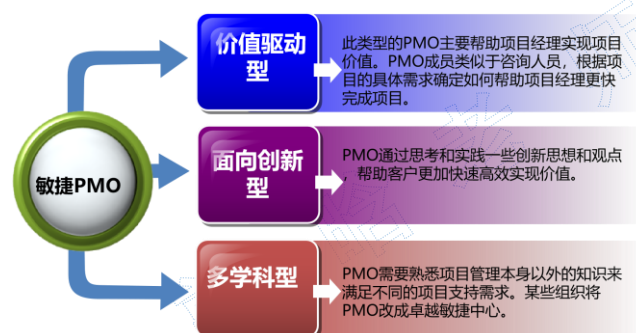 敏捷PMO
价值驱动
型
此类型的PMO主要帮助项目经理实现项目
价值。PMO成员类似于咨询人员，根据项
目的具体需求确定如何帮助项目经理更快
完成项目。
面向创新
型
PMO通过思考和实践一些创新思想和观点
，帮助客户更加快速高效实现价值。
多学科型
PMO需要熟悉项目管理本身以外的知识来
满足不同的项目支持需求。某些组织将
PMO改成卓越敏捷中心。